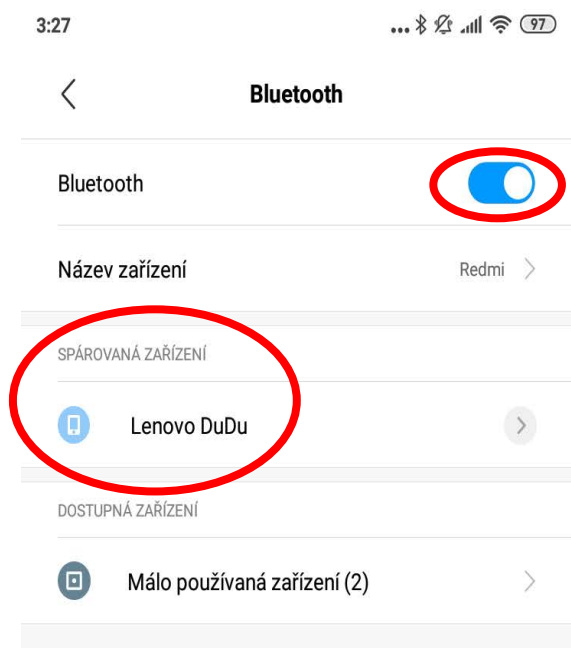 3:27
... 97
Bluetooth
Bluetooth
Název zařízení Redmi
SPÁROVANÁ ZAŘÍZENÍ
Lenovo DuDu
DOSTUPNÁ ZAŘÍZENÍ
Málo používaná zařízení (2)